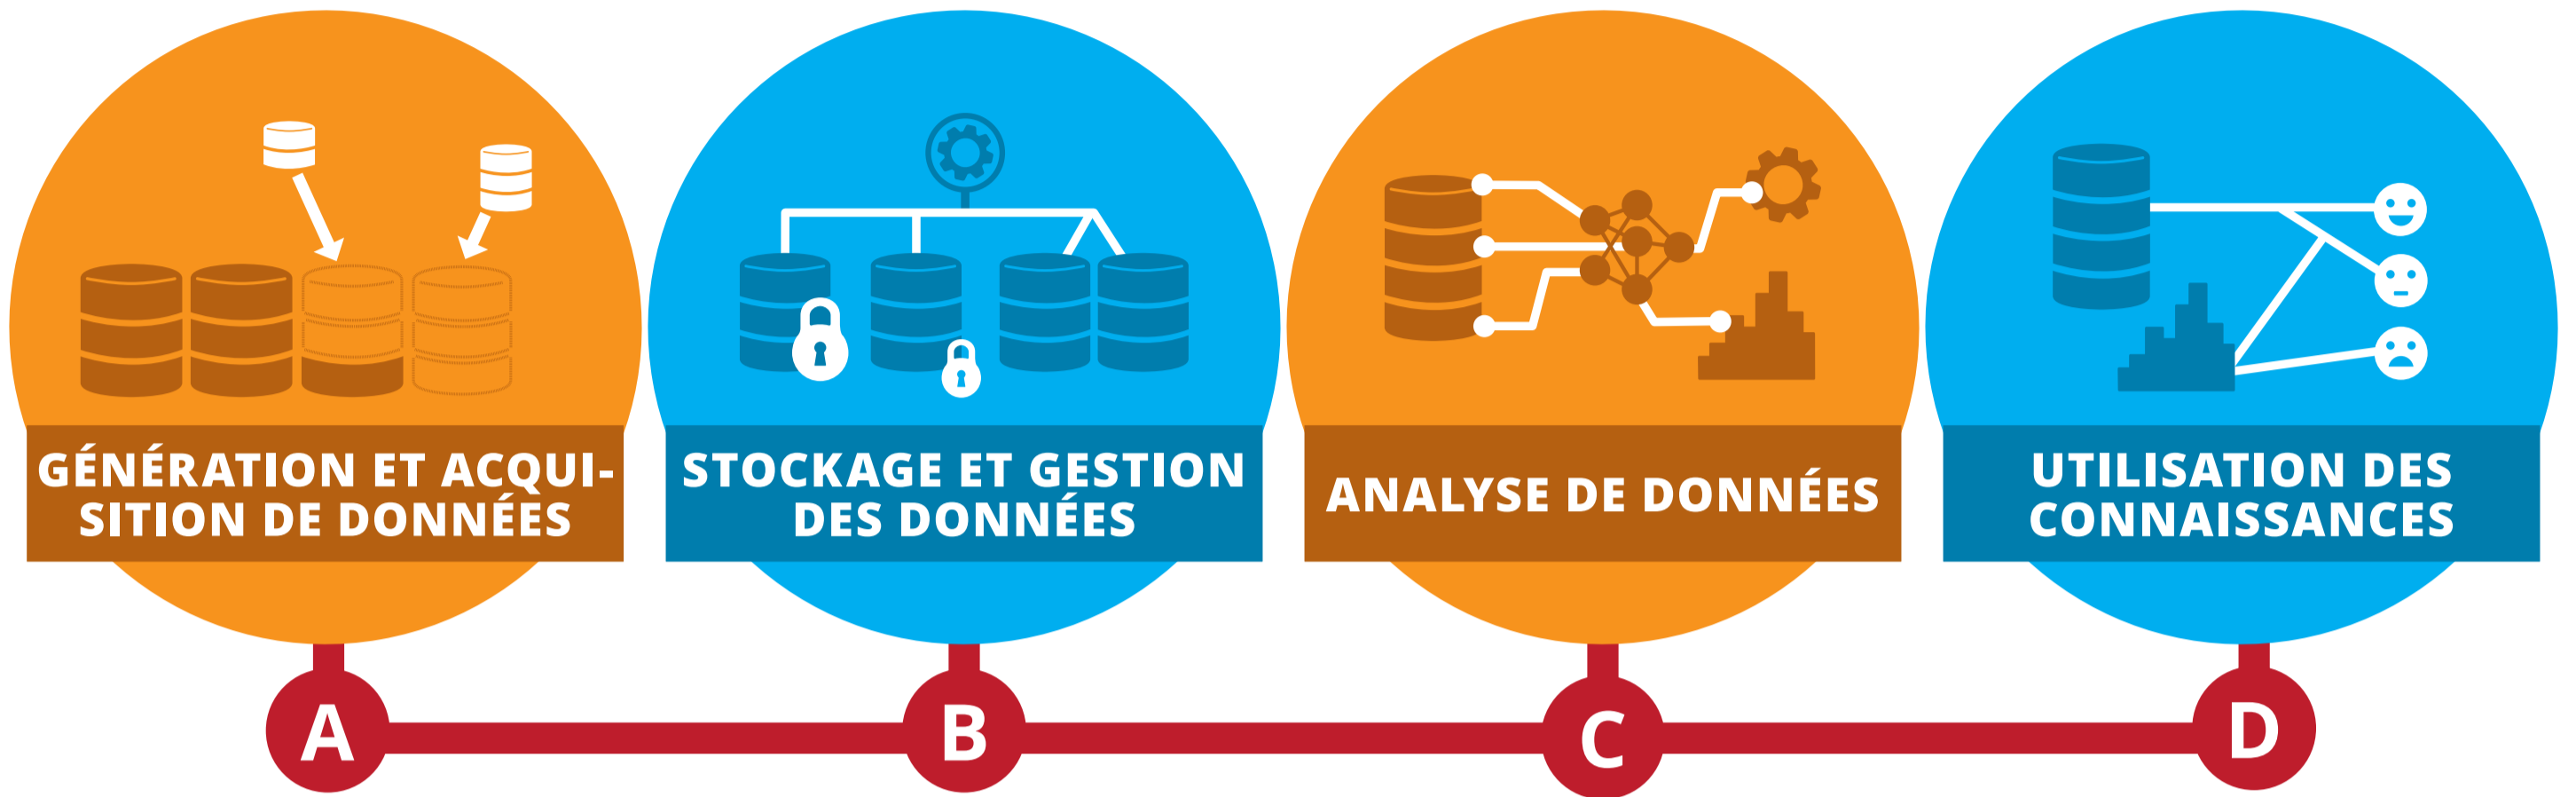 GÉNÉRATION ET ACQUI-
SITION DE DONNÉES
STOCKAGE ET GESTION
DES DONNÉES
ANALYSE DE DONNÉES
UTILISATION DES
CONNAISSANCES
A
B
C
D